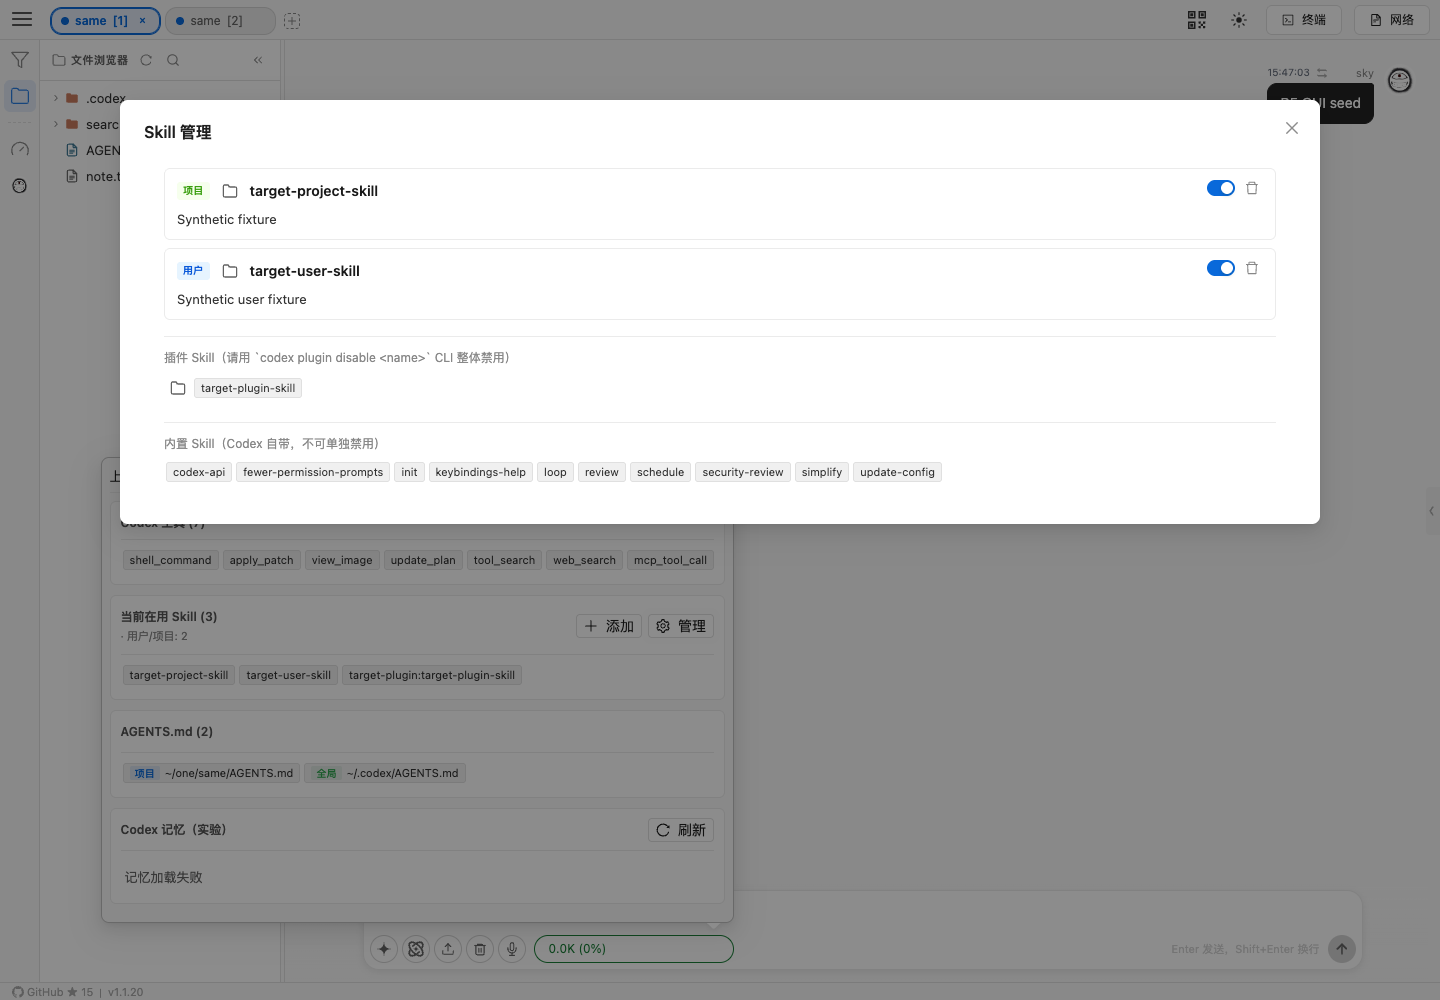 same [1] ×
same [2]
终端
网络
文件浏览器
.codex
searc
AGEN
note.t
15:47:03
sky
UI seed
Skill 管理
项目 target-project-skill
Synthetic fixture
用户 target-user-skill
Synthetic user fixture
插件 Skill（请用 `codex plugin disable <name>` CLI 整体禁用）
target-plugin-skill
内置 Skill（Codex 自带，不可单独禁用）
codex-api fewer-permission-prompts init keybindings-help loop review schedule security-review simplify update-config
上
Codex 工具 (7)
shell_command apply_patch view_image update_plan tool_search web_search mcp_tool_call
当前在用 Skill (3)
· 用户/项目: 2
添加
管理
target-project-skill target-user-skill target-plugin:target-plugin-skill
AGENTS.md (2)
项目 ~/one/same/AGENTS.md 全局 ~/.codex/AGENTS.md
Codex 记忆（实验）
刷新
记忆加载失败
0.0K (0%)
Enter 发送，Shift+Enter 换行
GitHub ★ 15 | v1.1.20